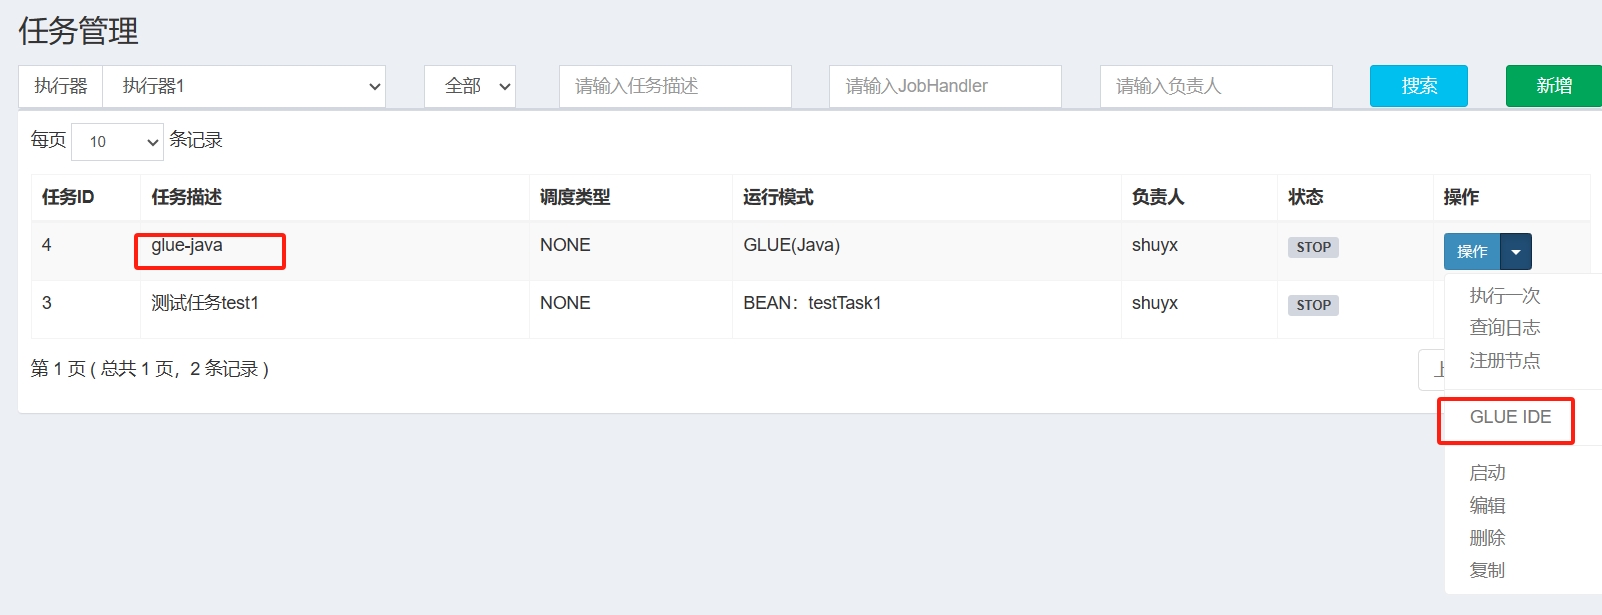 任务管理
执行器 执行器1 全部 请输入任务描述 请输入JobHandler 请输入负责人 搜索 新增
每页 10 条记录
任务ID 任务描述 调度类型 运行模式 负责人 状态 操作
4 glue-java NONE GLUE(Java) shuyx STOP 操作
3 测试任务test1 NONE BEAN：testTask1 shuyx STOP
第 1 页 ( 总共 1 页，2 条记录 )
执行一次
查询日志
注册节点
GLUE IDE
启动
编辑
删除
复制